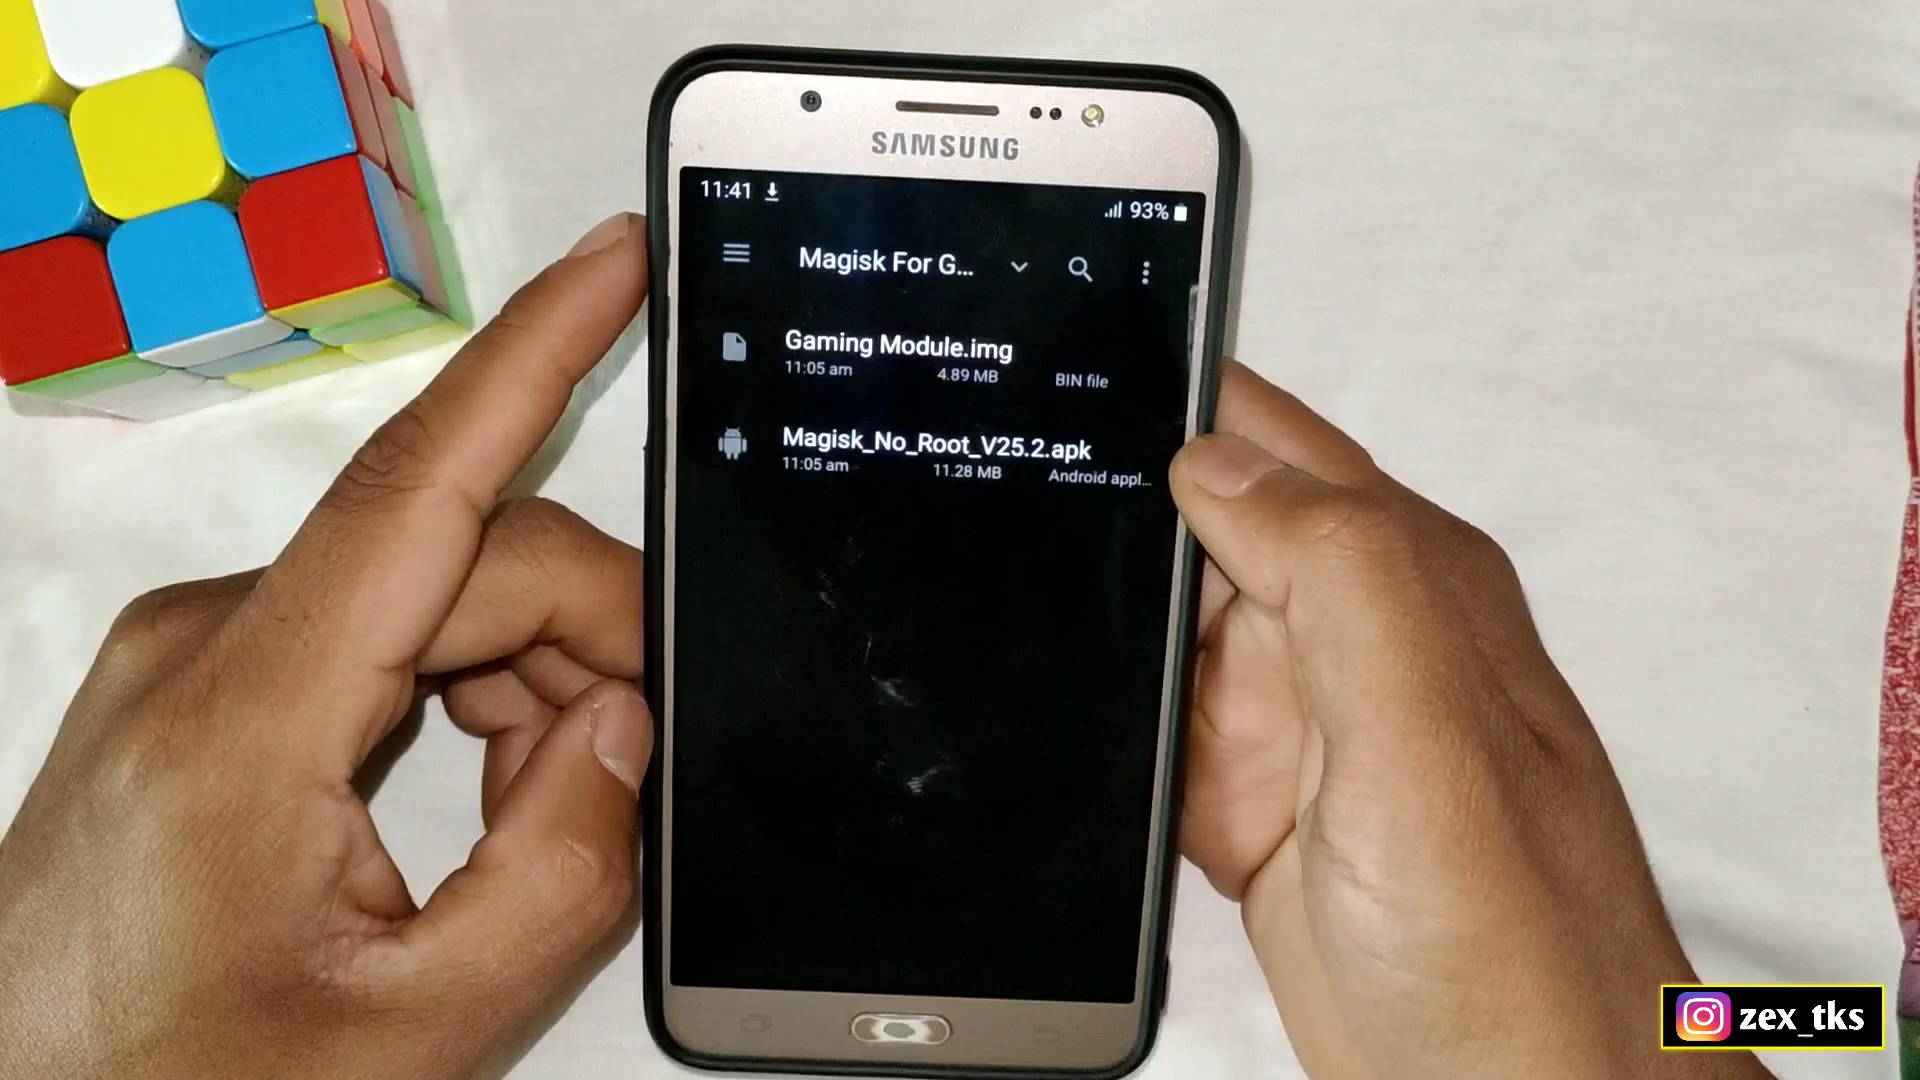 SAMSUNG
11:41
93%
Magisk For G...
Gaming Module.img
11:05 am 4.89 MB BIN file
Magisk_No_Root_V25.2.apk
11:05 am 11.28 MB Android appl...
zex_tks